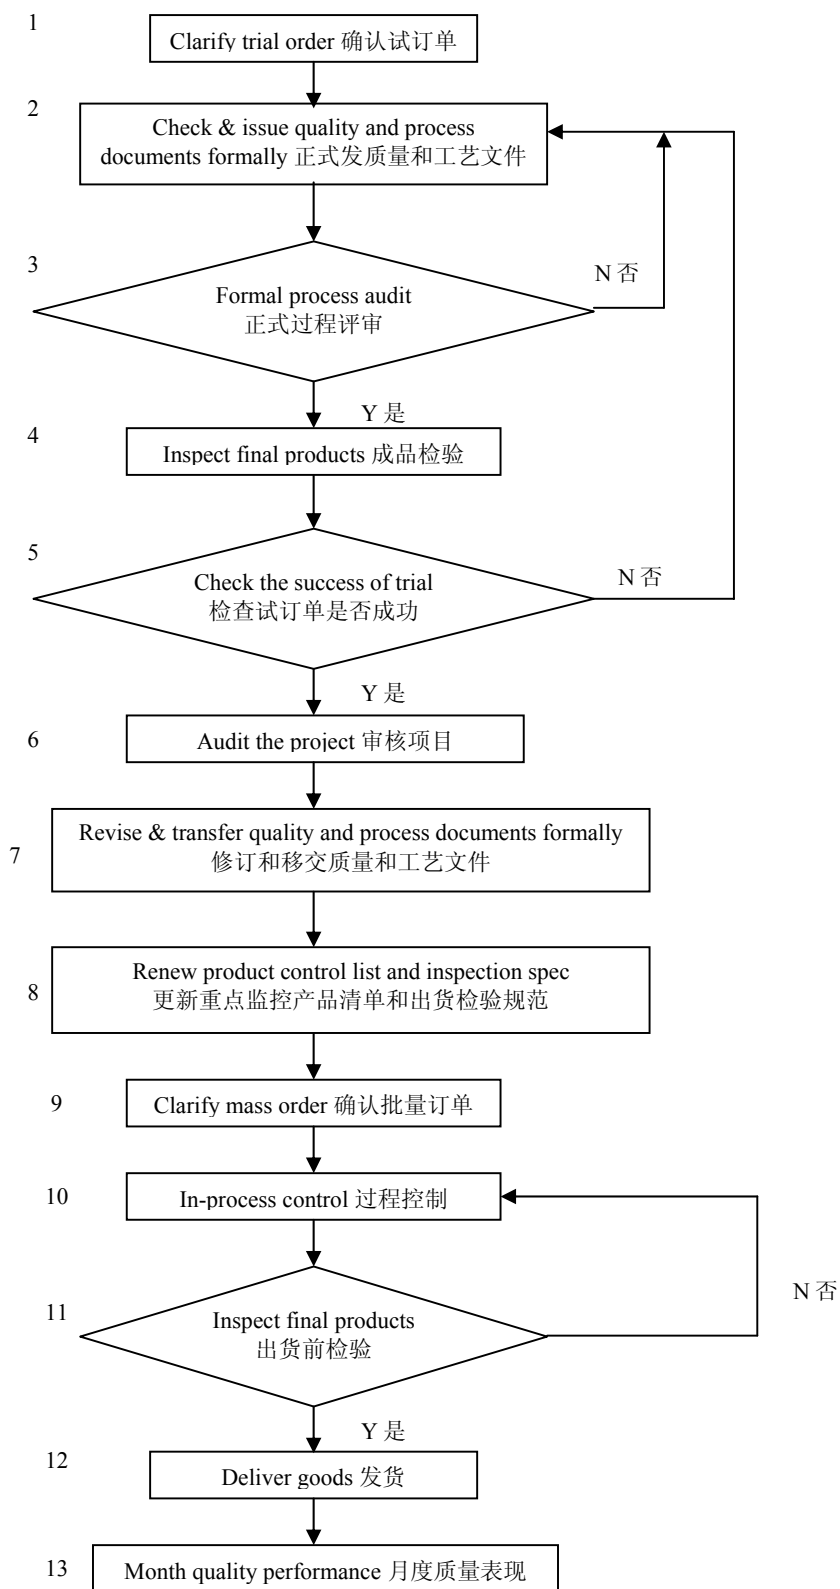 1
Clarify trial order 确认试订单
2
Check & issue quality and process
documents formally 正式发质量和工艺文件
3
N 否
Formal process audit
正式过程评审
Y 是
4
Inspect final products 成品检验
5
N 否
Check the success of trial
检查试订单是否成功
Y 是
6
Audit the project 审核项目
Revise & transfer quality and process documents formally
7
修订和移交质量和工艺文件
Renew product control list and inspection spec
8
更新重点监控产品清单和出货检验规范
9
Clarify mass order 确认批量订单
10
In-process control 过程控制
N 否
11
Inspect final products
出货前检验
Y 是
12
Deliver goods 发货
13
Month quality performance 月度质量表现